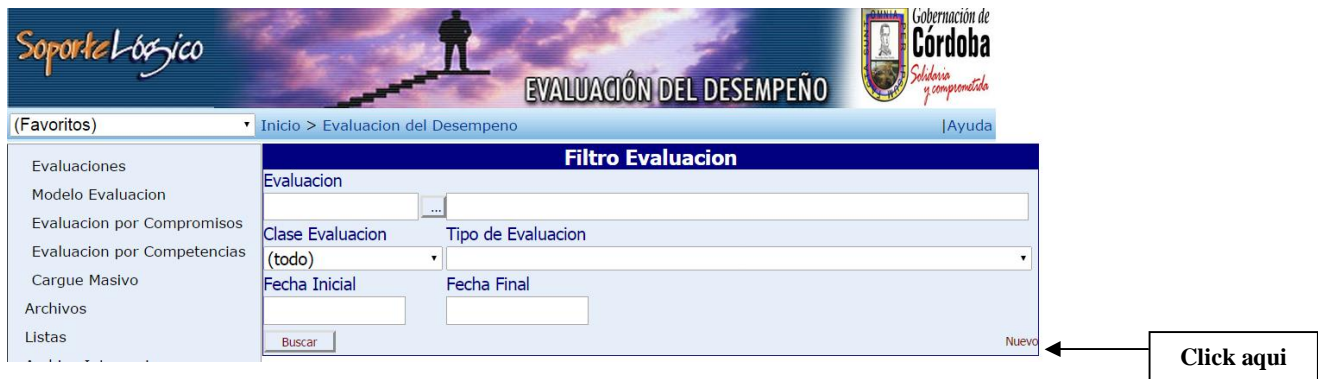 SoporteLógico
EVALUACIÓN DEL DESEMPEÑO
OMNIA
Gobernación de
Córdoba
Solidaria
y comprometida
(Favoritos)
Inicio > Evaluacion del Desempeno
|Ayuda
Evaluaciones
Modelo Evaluacion
Evaluacion por Compromisos
Evaluacion por Competencias
Cargue Masivo
Archivos
Listas
Filtro Evaluacion
Evaluacion
...
Clase Evaluacion
Tipo de Evaluacion
(todo)
Fecha Inicial
Fecha Final
Buscar
Nuevo
Click aqui